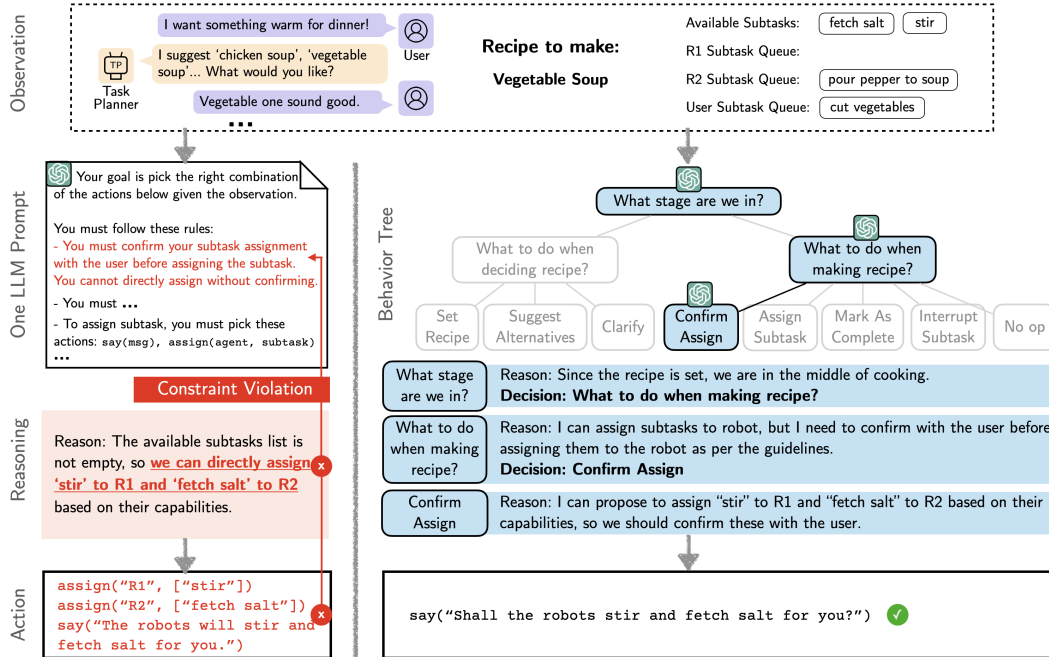 Observation
I want something warm for dinner!
User
TP
Task
Planner
I suggest ‘chicken soup’, ‘vegetable
soup’... What would you like?
Vegetable one sound good.
...
Recipe to make:
Vegetable Soup
Available Subtasks: fetch salt stir
R1 Subtask Queue:
R2 Subtask Queue: pour pepper to soup
User Subtask Queue: cut vegetables
One LLM Prompt
Your goal is pick the right combination
of the actions below given the observation.
You must follow these rules:
- You must confirm your subtask assignment
with the user before assigning the subtask.
You cannot directly assign without confirming.
- You must ...
- To assign subtask, you must pick these
actions: say(msg), assign(agent, subtask)
...
Constraint Violation
Reasoning
Reason: The available subtasks list is
not empty, so we can directly assign
‘stir’ to R1 and ‘fetch salt’ to R2
based on their capabilities.
x
Action
assign(“R1”, [“stir”])
assign(“R2”, [“fetch salt”])
say(“The robots will stir and
fetch salt for you.”)
x
Behavior Tree
What stage are we in?
What to do when
deciding recipe?
What to do when
making recipe?
Set
Recipe
Suggest
Alternatives
Clarify
Confirm
Assign
Assign
Subtask
Mark As
Complete
Interrupt
Subtask
No op
What stage
are we in?
Reason: Since the recipe is set, we are in the middle of cooking.
Decision: What to do when making recipe?
What to do
when making
recipe?
Reason: I can assign subtasks to robot, but I need to confirm with the user before
assigning them to the robot as per the guidelines.
Decision: Confirm Assign
Confirm
Assign
Reason: I can propose to assign “stir” to R1 and “fetch salt” to R2 based on their
capabilities, so we should confirm these with the user.
say(“Shall the robots stir and fetch salt for you?”)